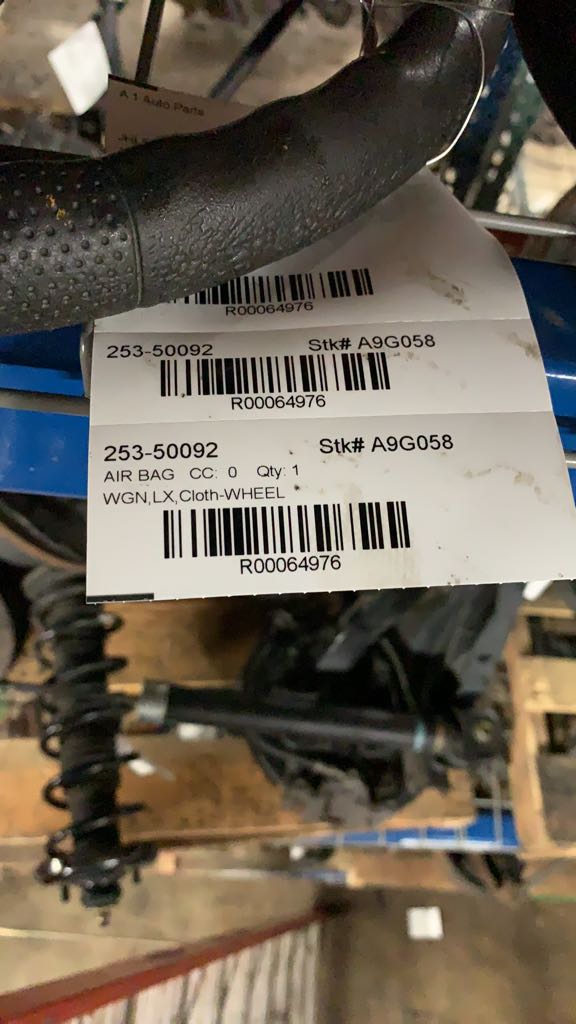 A 1 Auto Parts
R00064976
253-50092 Stk# A9G058
R00064976
253-50092 Stk# A9G058
AIR BAG CC: 0 Qty: 1
WGN,LX,Cloth-WHEEL
R00064976